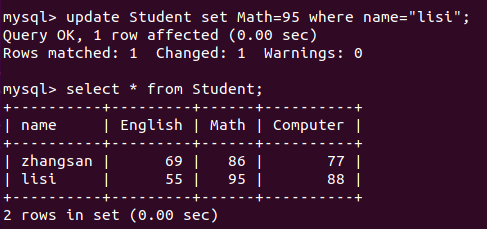 mysql> update Student set Math=95 where name="lisi";
Query OK, 1 row affected (0.00 sec)
Rows matched: 1  Changed: 1  Warnings: 0

mysql> select * from Student;
+----------+---------+------+----------+
| name     | English | Math | Computer |
+----------+---------+------+----------+
| zhangsan |      69 |   86 |       77 |
| lisi     |      55 |   95 |       88 |
+----------+---------+------+----------+
2 rows in set (0.00 sec)